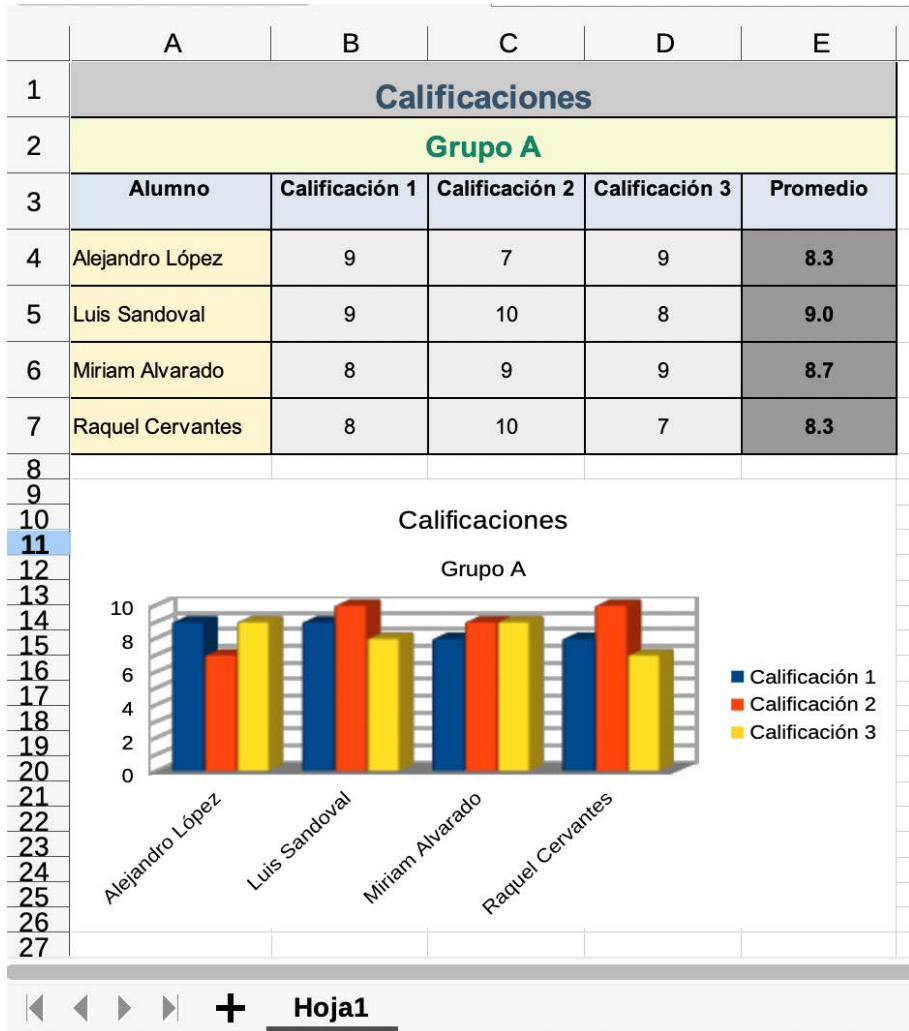 A B C D E
1 Calificaciones
2 Grupo A
3 Alumno Calificación 1 Calificación 2 Calificación 3 Promedio
4 Alejandro López 9 7 9 8.3
5 Luis Sandoval 9 10 8 9.0
6 Miriam Alvarado 8 9 9 8.7
7 Raquel Cervantes 8 10 7 8.3
8
9
10 Calificaciones
11
12 Grupo A
13
14 10
15 8
16 6
17 4
18 2
19 0
20
21
22
23
24
25
26
27
Calificación 1
Calificación 2
Calificación 3
Alejandro López
Luis Sandoval
Miriam Alvarado
Raquel Cervantes
Hoja1